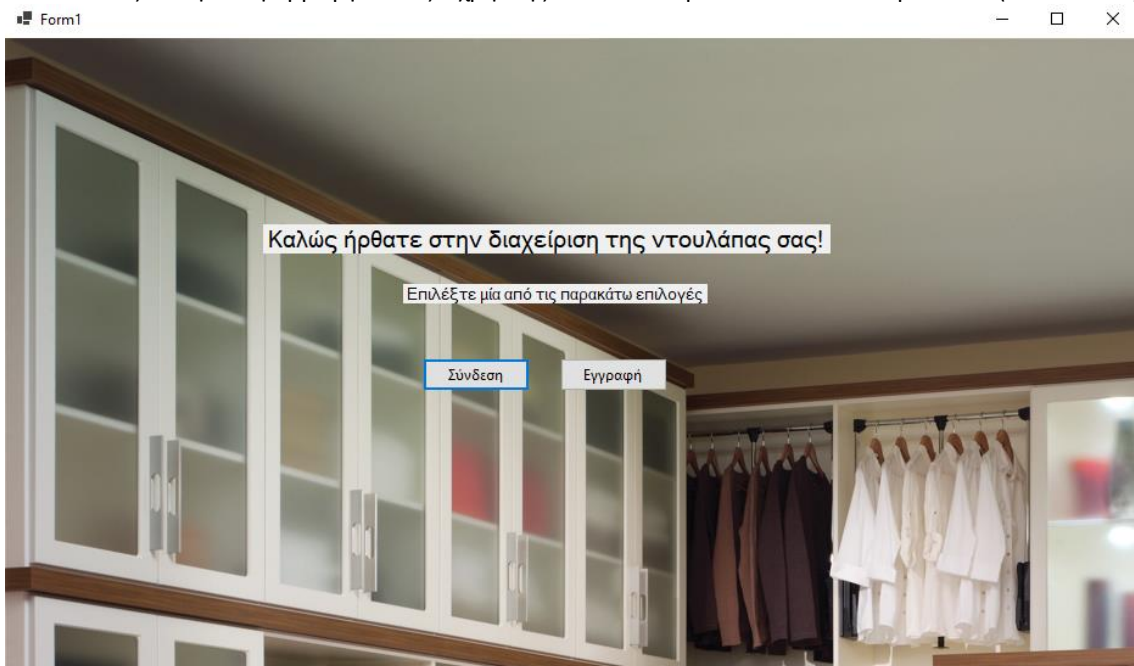 Form1
Καλώς ήρθατε στην διαχείριση της ντουλάπας σας!
Επιλέξτε μία από τις παρακάτω επιλογές
Σύνδεση
Εγγραφή